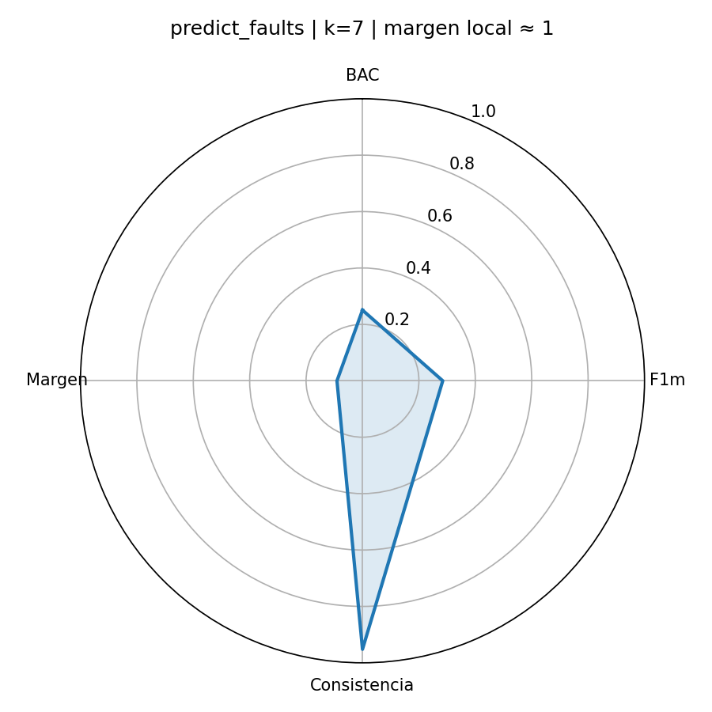 predict_faults | k=7 | margen local ≈ 1
BAC
1.0
0.8
0.6
0.4
0.2
Margen
F1m
Consistencia